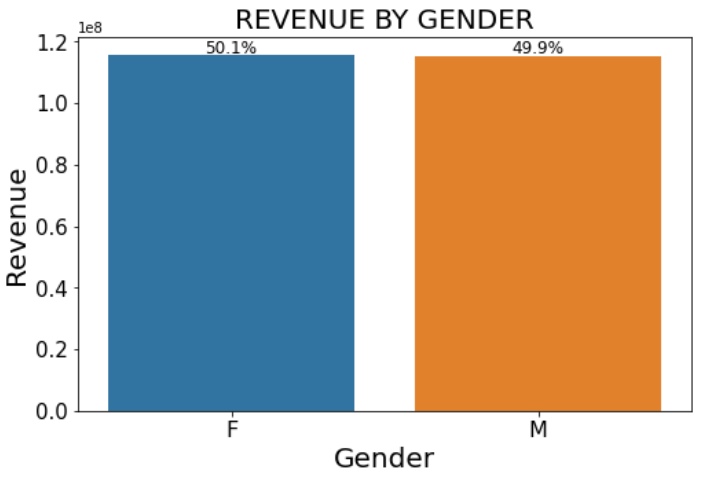 REVENUE BY GENDER
1e8
50.1%
49.9%
1.2
1.0
0.8
0.6
0.4
0.2
0.0
Revenue
F
M
Gender